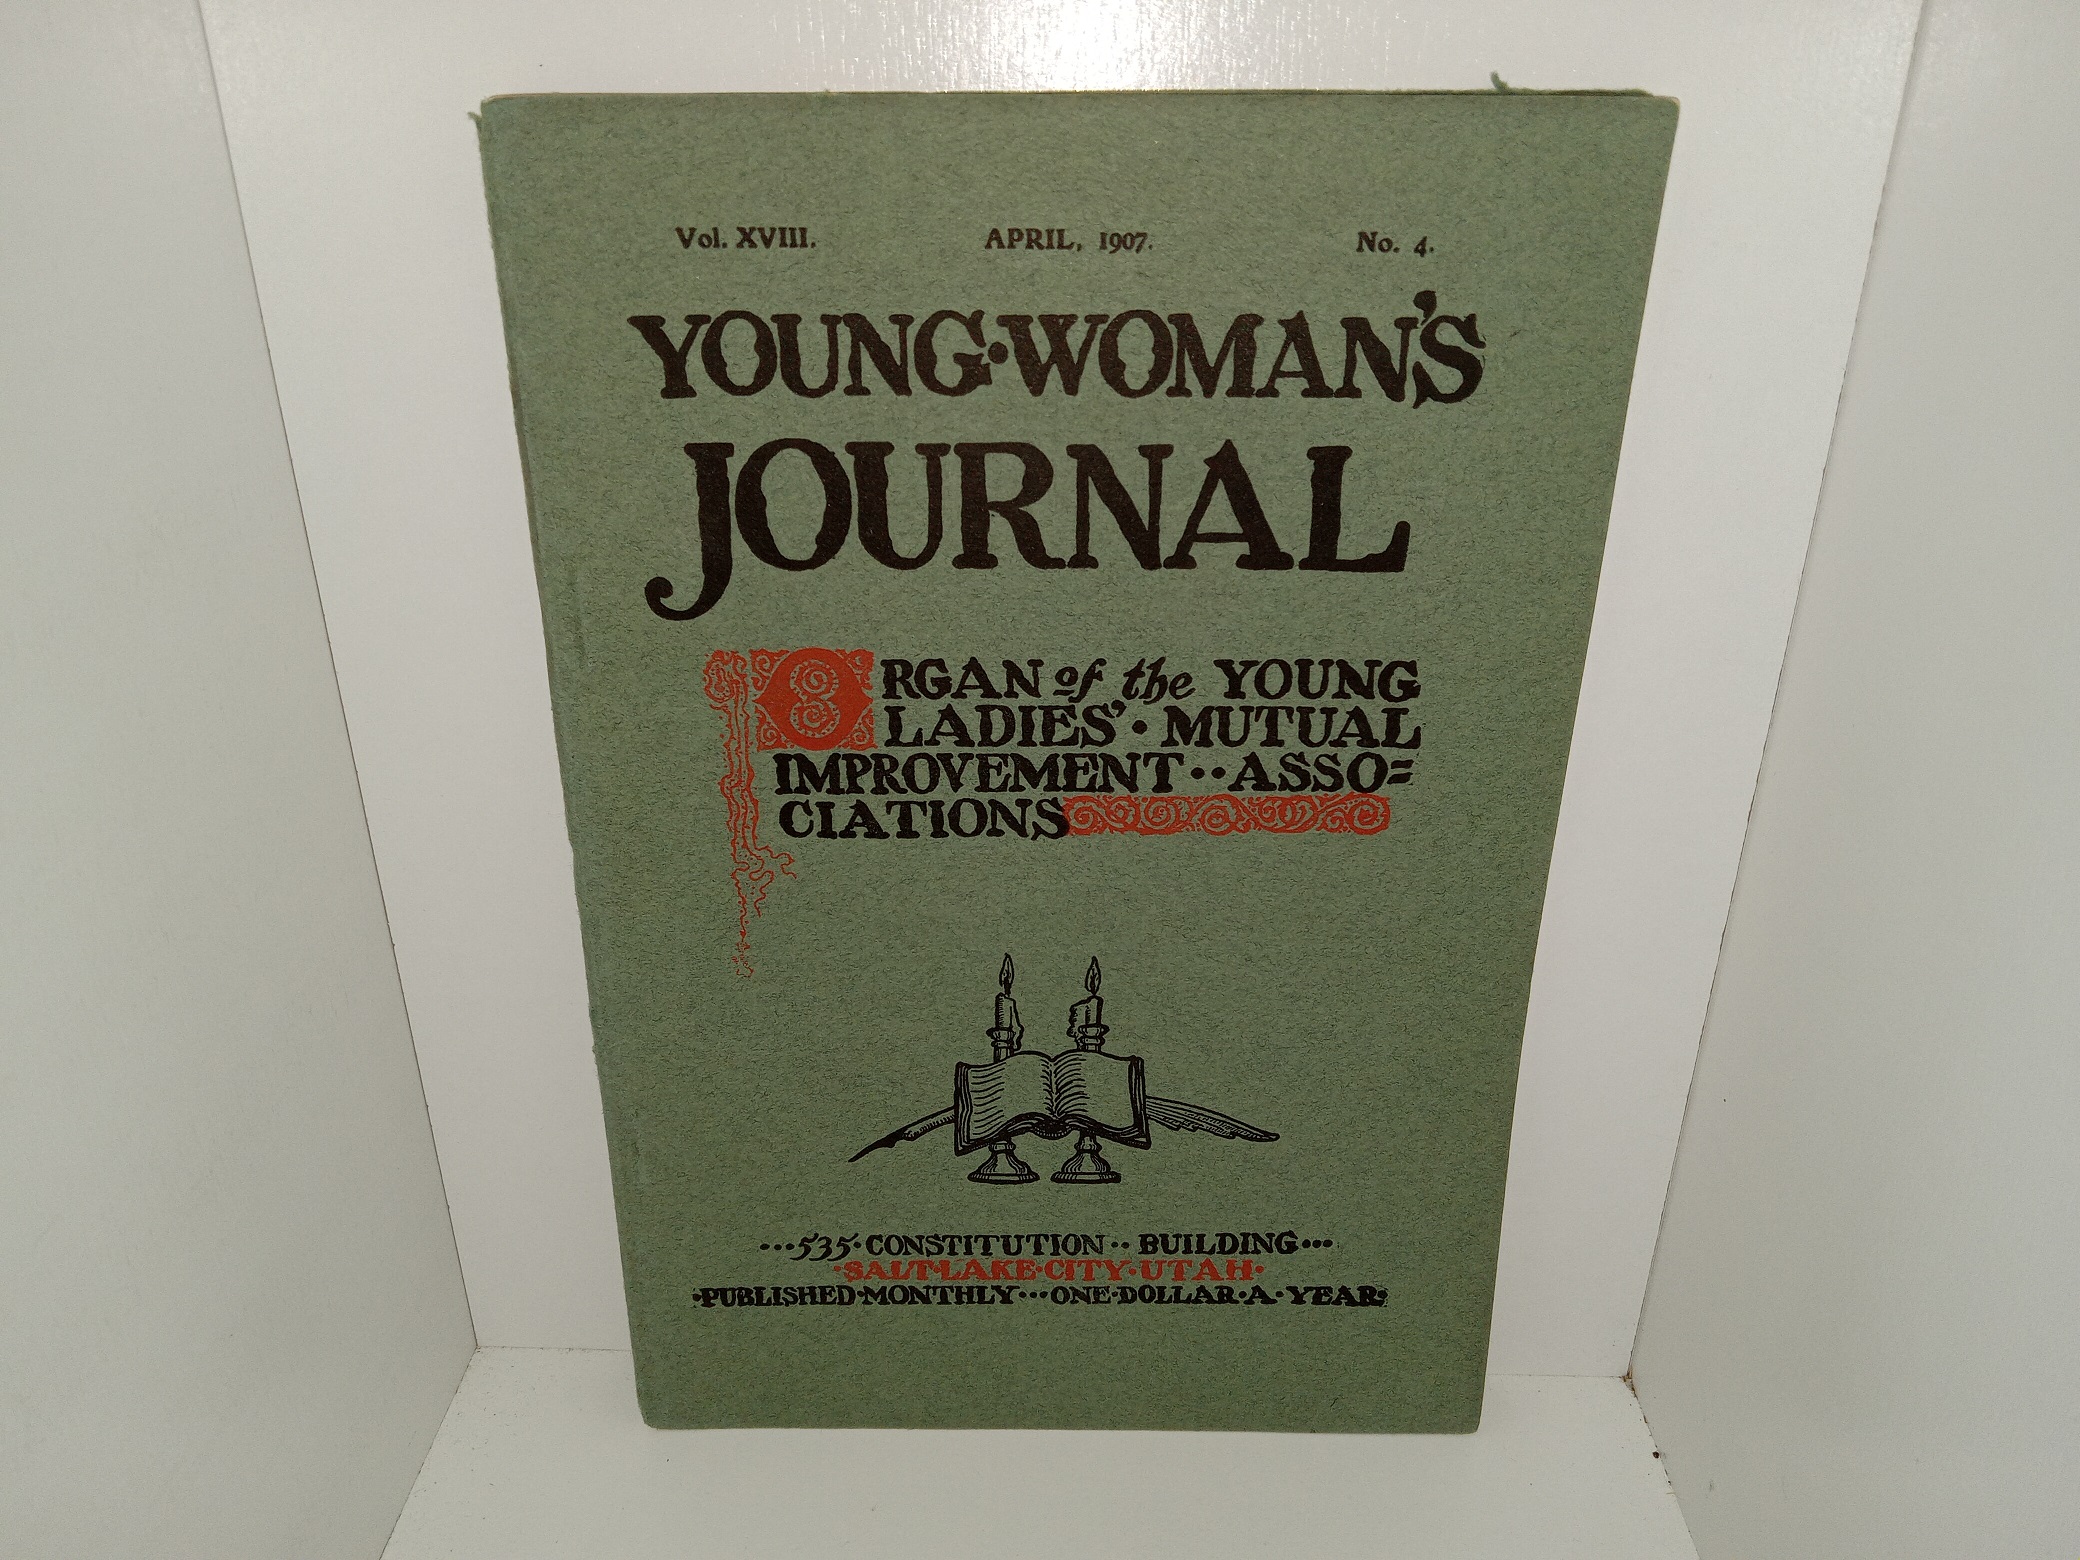 Vol. XVIII. APRIL, 1907. No. 4.
YOUNG·WOMAN'S
JOURNAL
ORGAN of the YOUNG
LADIES'·MUTUAL
IMPROVEMENT··ASSO=
CIATIONS
···535·CONSTITUTION··BUILDING···
·SALT·LAKE·CITY·UTAH·
·PUBLISHED·MONTHLY···ONE·DOLLAR·A·YEAR·